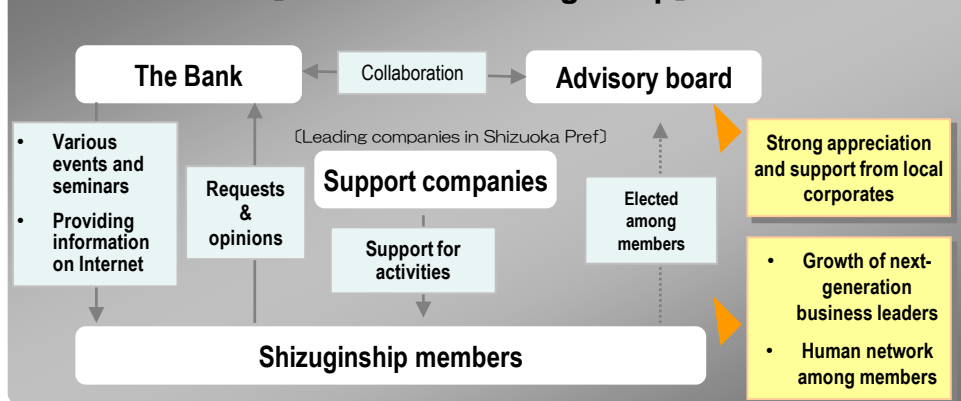 The Bank
Collaboration
Advisory board
• Various
events and
seminars
• Providing
information
on Internet
Requests
&
opinions
〔Leading companies in Shizuoka Pref〕
Support companies
Support for
activities
Elected
among
members
Strong appreciation
and support from local
corporates
• Growth of next-
generation
business leaders
• Human network
among members
Shizuginship members